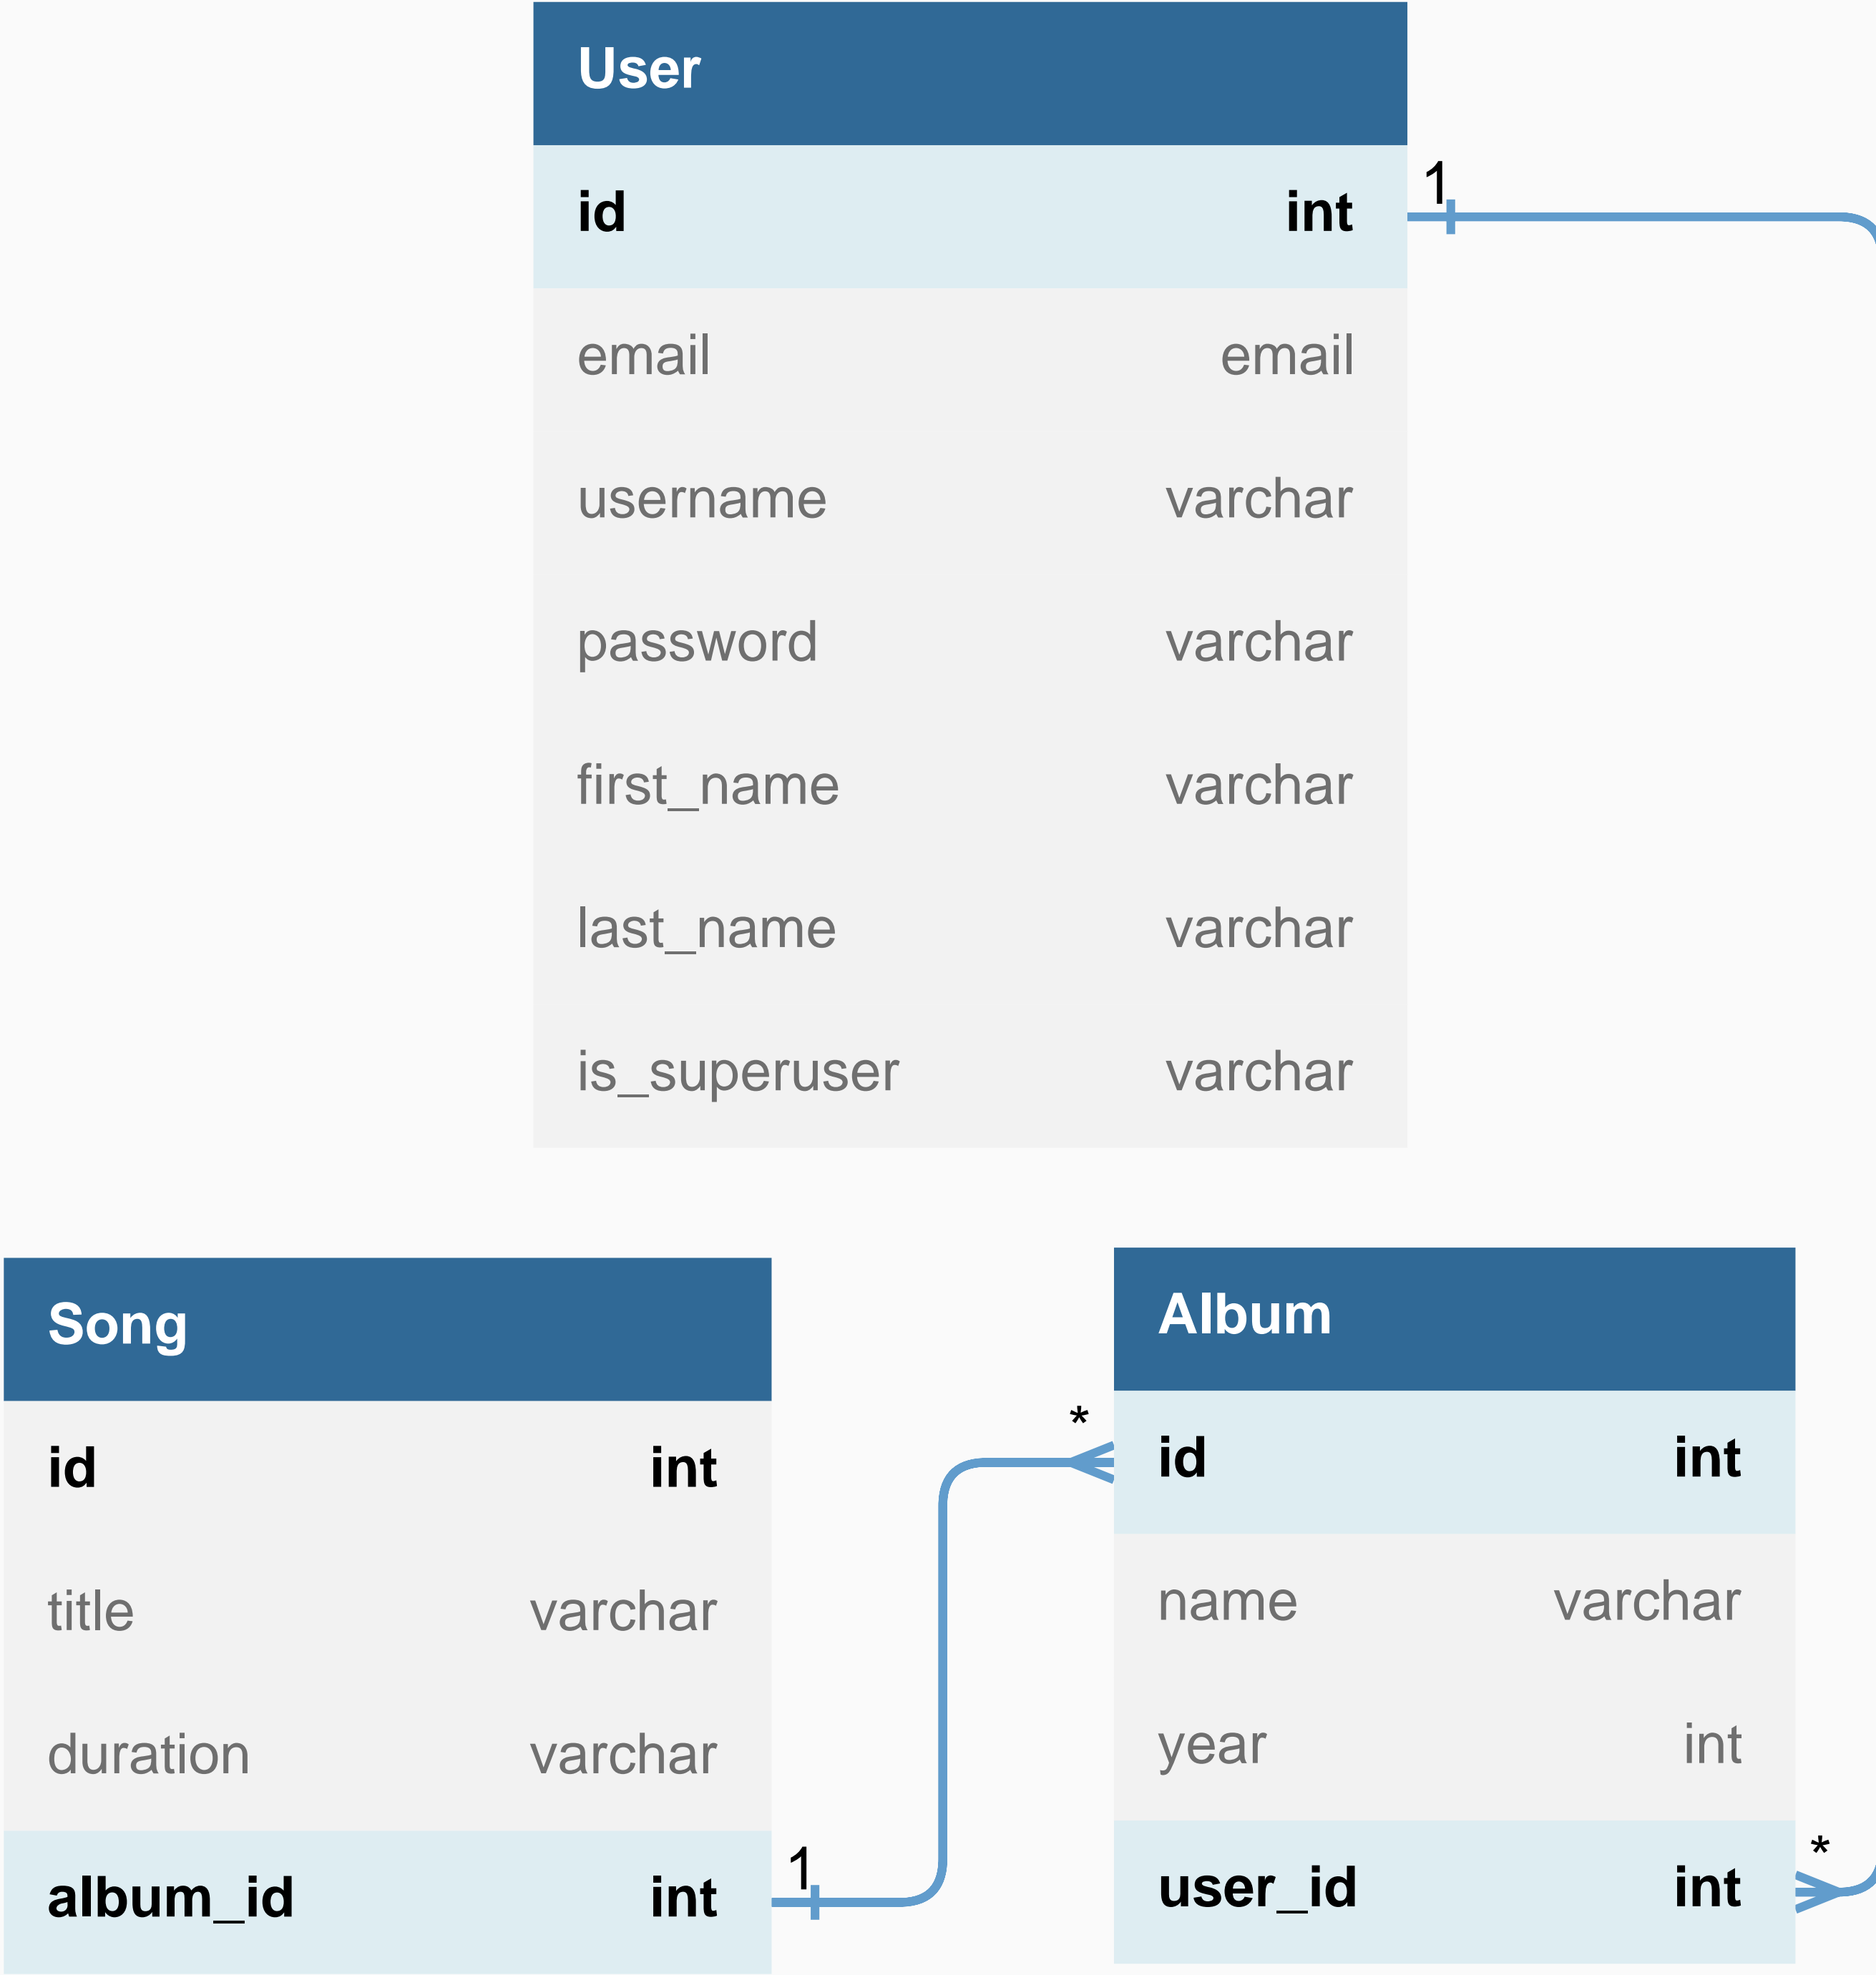 User
id int
1
email email
username varchar
password varchar
first_name varchar
last_name varchar
is_superuser varchar
Song
id int
title varchar
duration varchar
album_id int
1
Album
*
id int
name varchar
year int
user_id int
*